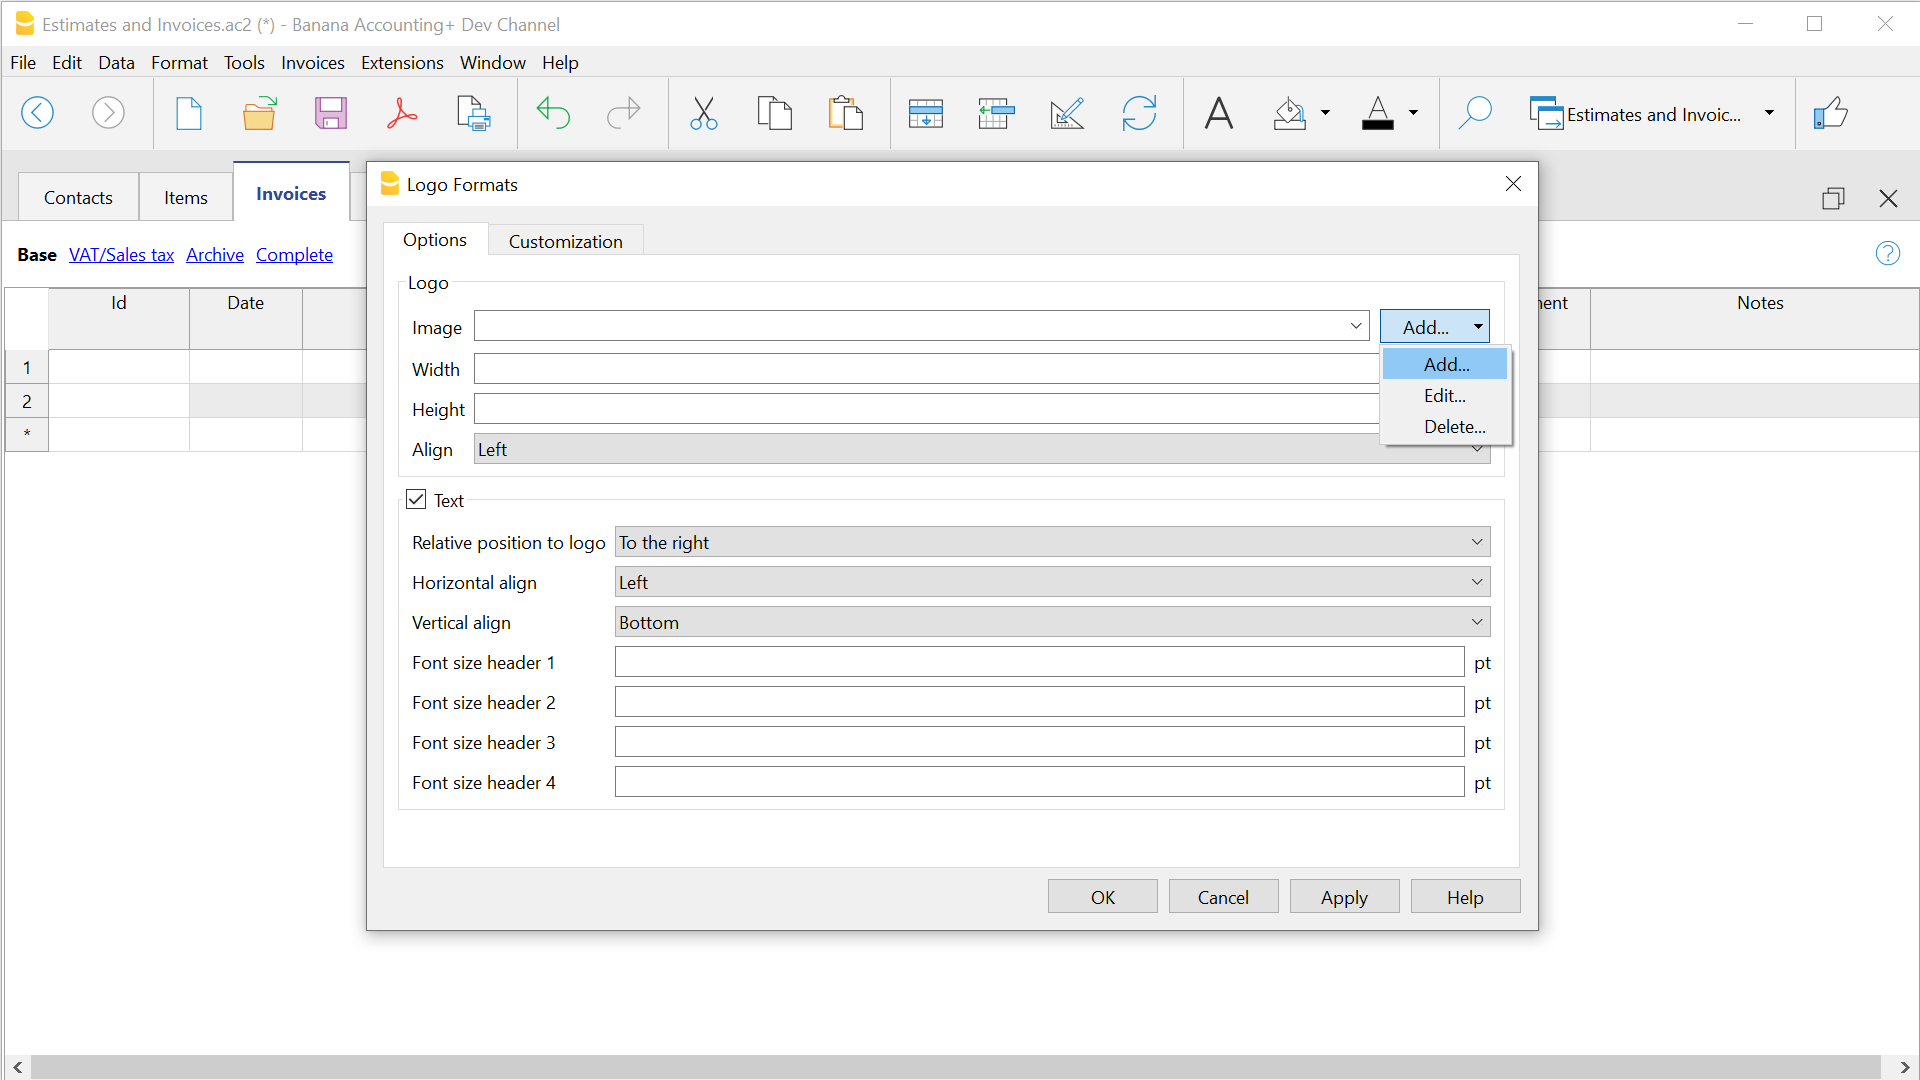 Estimates and Invoices.ac2 (*) - Banana Accounting+ Dev Channel
File Edit Data Format Tools Invoices Extensions Window Help
Estimates and Invoic...
Contacts Items Invoices
Logo Formats
Options Customization
Base VAT/Sales tax Archive Complete
Id Date ent Notes
Logo
Image Add...
Add...
Width
Edit...
Height
Delete...
Align Left
1
2
*
Text
Relative position to logo To the right
Horizontal align Left
Vertical align Bottom
Font size header 1 pt
Font size header 2 pt
Font size header 3 pt
Font size header 4 pt
OK Cancel Apply Help